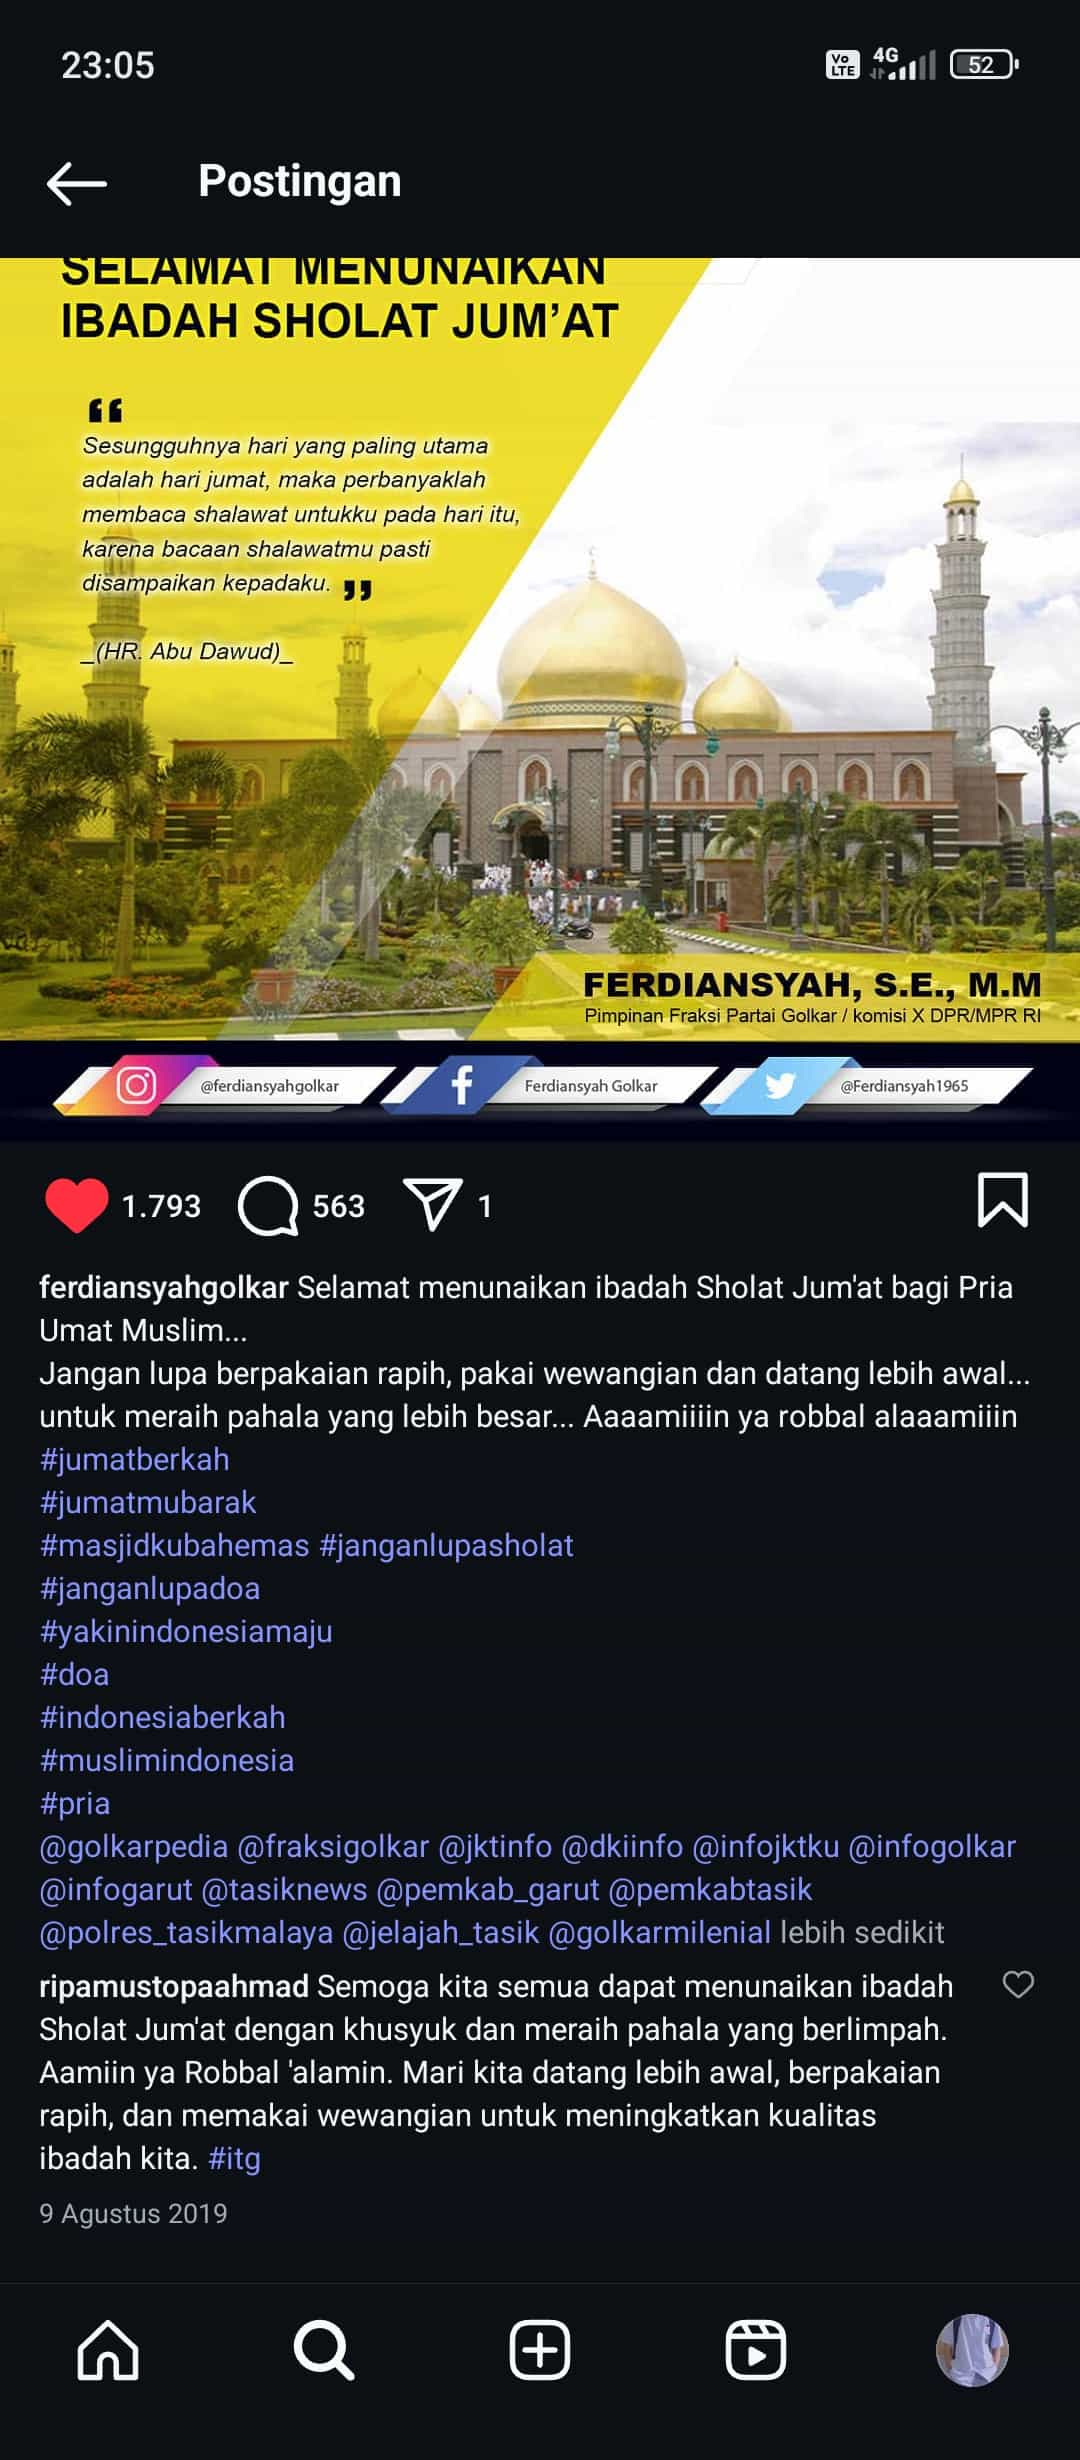 23:05
Vo LTE 4G 52
Postingan
SELAMAT MENUNAIKAN
IBADAH SHOLAT JUM’AT
“
Sesungguhnya hari yang paling utama
adalah hari jumat, maka perbanyaklah
membaca shalawat untukku pada hari itu,
karena bacaan shalawatmu pasti
disampaikan kepadaku. ”
_(HR. Abu Dawud)_
FERDIANSYAH, S.E., M.M
Pimpinan Fraksi Partai Golkar / komisi X DPR/MPR RI
@ferdiansyahgolkar Ferdiansyah Golkar @Ferdiansyah1965
1.793 563 1
ferdiansyahgolkar Selamat menunaikan ibadah Sholat Jum'at bagi Pria
Umat Muslim...
Jangan lupa berpakaian rapih, pakai wewangian dan datang lebih awal...
untuk meraih pahala yang lebih besar... Aaaamiiiin ya robbal alaaamiiin
#jumatberkah
#jumatmubarak
#masjidkubahemas #janganlupasholat
#janganlupadoa
#yakinindonesiamaju
#doa
#indonesiaberkah
#muslimindonesia
#pria
@golkarpedia @fraksigolkar @jktinfo @dkiinfo @infojktku @infogolkar
@infogarut @tasiknews @pemkab_garut @pemkabtasik
@polres_tasikmalaya @jelajah_tasik @golkarmilenial lebih sedikit
ripamustopaahmad Semoga kita semua dapat menunaikan ibadah
Sholat Jum'at dengan khusyuk dan meraih pahala yang berlimpah.
Aamiin ya Robbal 'alamin. Mari kita datang lebih awal, berpakaian
rapih, dan memakai wewangian untuk meningkatkan kualitas
ibadah kita. #itg
9 Agustus 2019